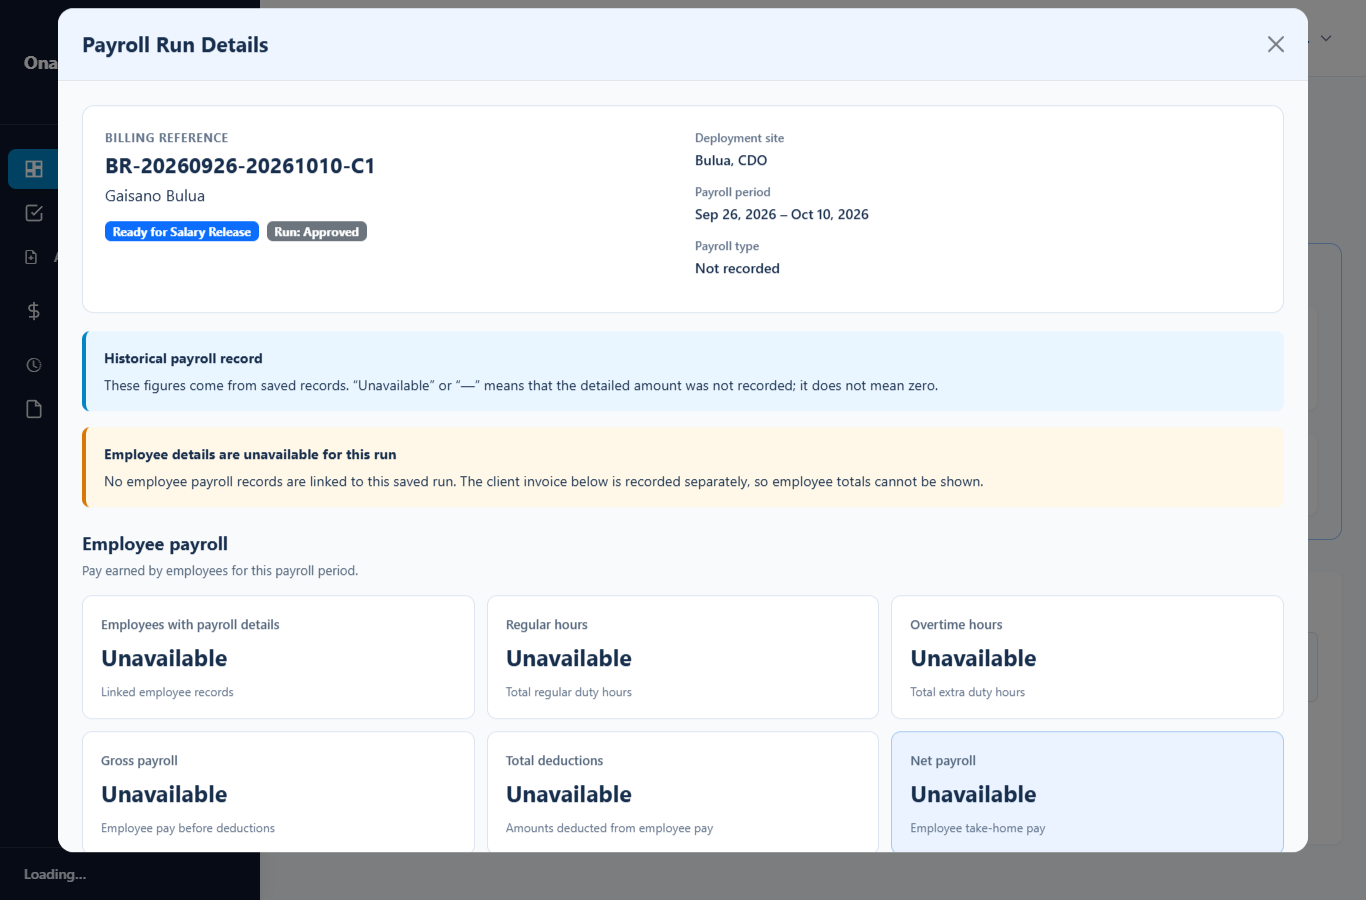 Payroll Run Details
Ona
BILLING REFERENCE
BR-20260926-20261010-C1
Gaisano Bulua
Ready for Salary Release
Run: Approved
Deployment site
Bulua, CDO
Payroll period
Sep 26, 2026 – Oct 10, 2026
Payroll type
Not recorded
Historical payroll record
These figures come from saved records. “Unavailable” or “—” means that the detailed amount was not recorded; it does not mean zero.
Employee details are unavailable for this run
No employee payroll records are linked to this saved run. The client invoice below is recorded separately, so employee totals cannot be shown.
Employee payroll
Pay earned by employees for this payroll period.
Employees with payroll details
Unavailable
Linked employee records
Regular hours
Unavailable
Total regular duty hours
Overtime hours
Unavailable
Total extra duty hours
Gross payroll
Unavailable
Employee pay before deductions
Total deductions
Unavailable
Amounts deducted from employee pay
Net payroll
Unavailable
Employee take-home pay
Loading...